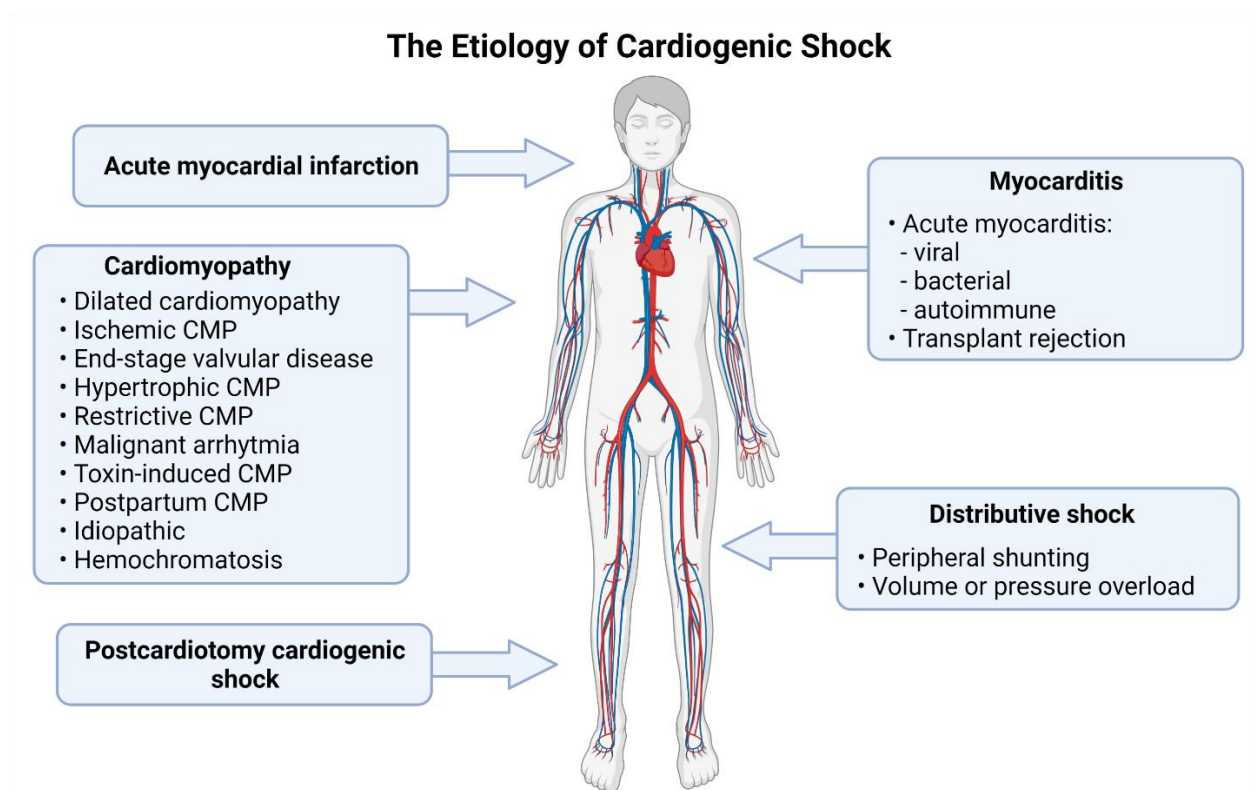 The Etiology of Cardiogenic Shock
Acute myocardial infarction
Cardiomyopathy
• Dilated cardiomyopathy
• Ischemic CMP
• End-stage valvular disease
• Hypertrophic CMP
• Restrictive CMP
• Malignant arrhytmia
• Toxin-induced CMP
• Postpartum CMP
• Idiopathic
• Hemochromatosis
Postcardiotomy cardiogenic
shock
Myocarditis
• Acute myocarditis:
- viral
- bacterial
- autoimmune
• Transplant rejection
Distributive shock
• Peripheral shunting
• Volume or pressure overload